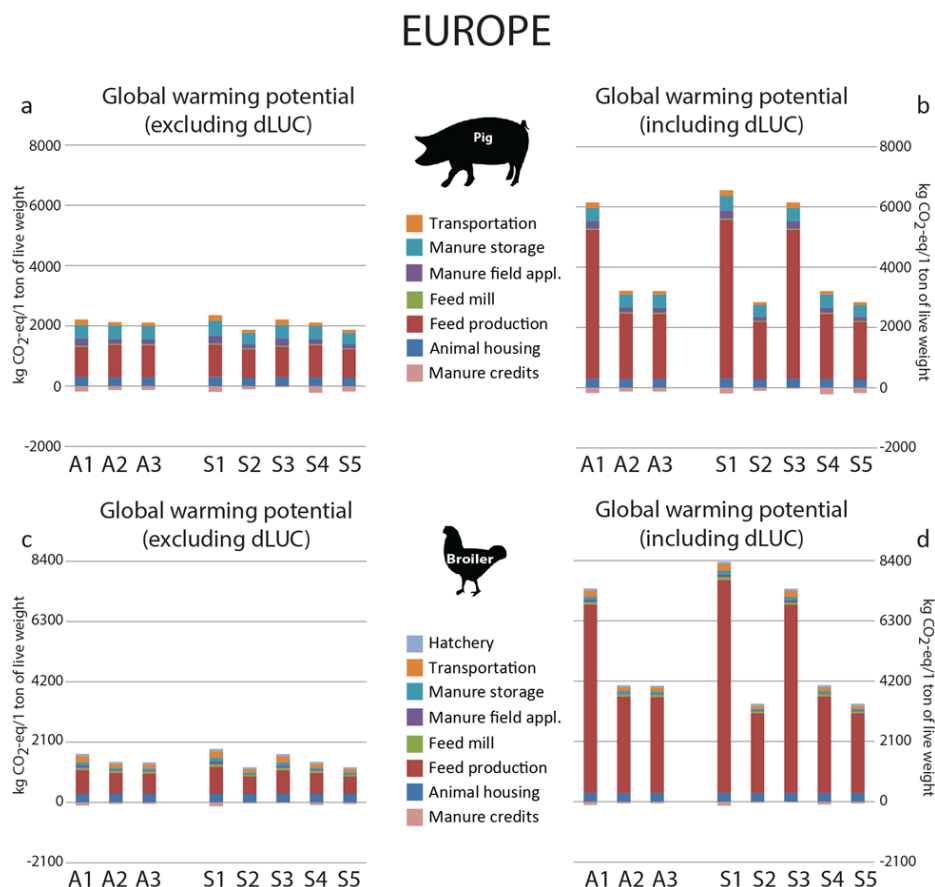 EUROPE
a
Global warming potential
(excluding dLUC)
8000
6000
4000
2000
0
-2000
kg CO2-eq/1 ton of live weight
A1 A2 A3 S1 S2 S3 S4 S5
Pig
Transportation
Manure storage
Manure field appl.
Feed mill
Feed production
Animal housing
Manure credits
Global warming potential
(including dLUC)
b
8000
6000
4000
2000
0
-2000
kg CO2-eq/1 ton of live weight
A1 A2 A3 S1 S2 S3 S4 S5
c
Global warming potential
(excluding dLUC)
8400
6300
4200
2100
0
-2100
kg CO2-eq/1 ton of live weight
A1 A2 A3 S1 S2 S3 S4 S5
Broiler
Hatchery
Transportation
Manure storage
Manure field appl.
Feed mill
Feed production
Animal housing
Manure credits
Global warming potential
(including dLUC)
d
8400
6300
4200
2100
0
-2100
kg CO2-eq/1 ton of live weight
A1 A2 A3 S1 S2 S3 S4 S5